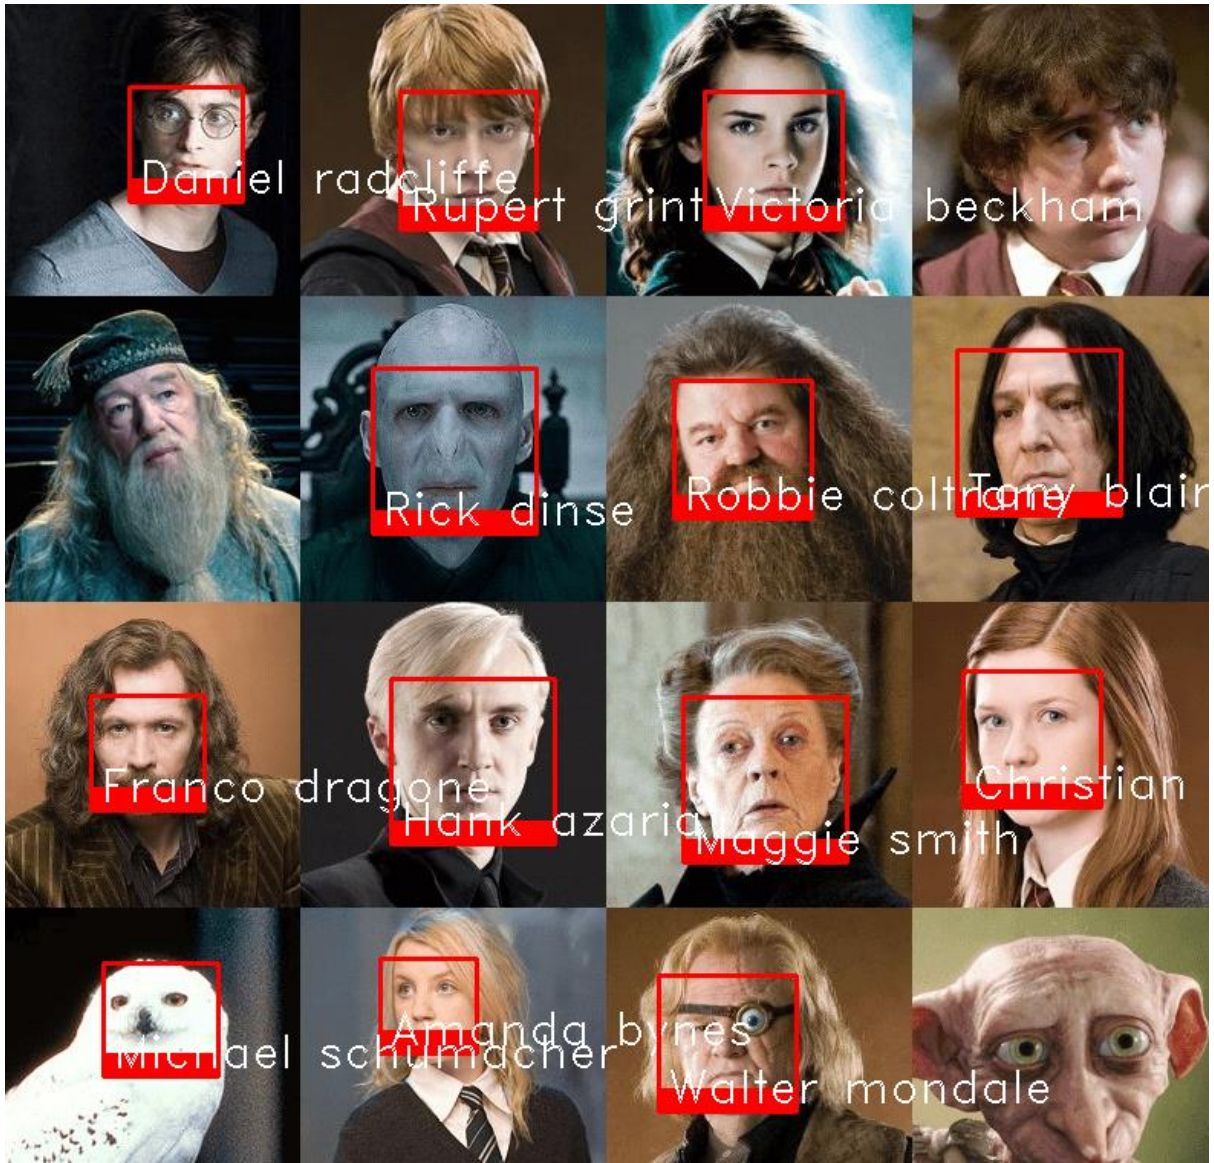 Daniel radcliffe
Rupert grint
Victoria beckham
Rick dinse
Robbie coltrane
Tony blair
Franco dragone
Hank azaria
Maggie smith
Christian
Michael schumacher
Amanda bynes
Walter mondale